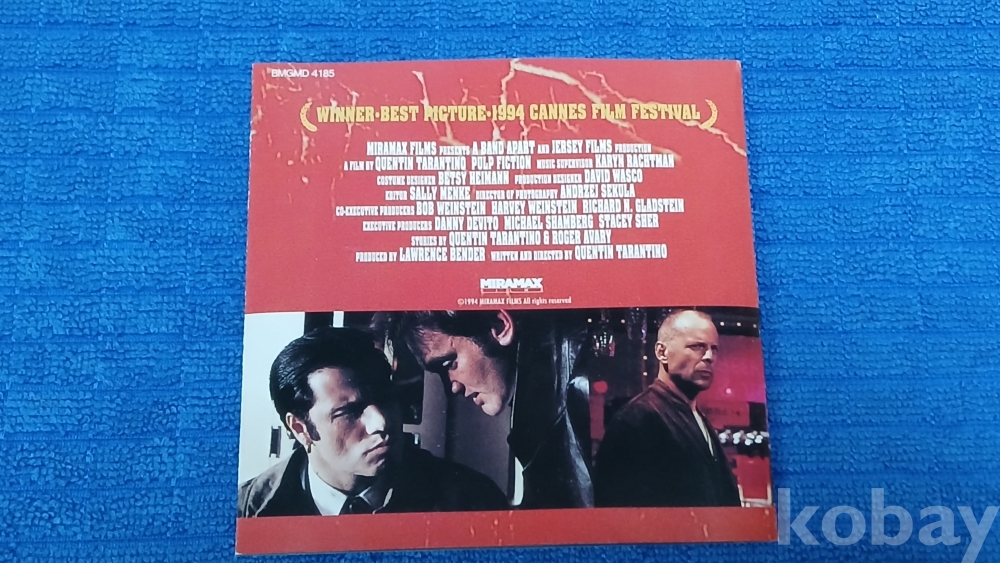 BMGMD 4185
WINNER•BEST PICTURE•1994 CANNES FILM FESTIVAL
MIRAMAX FILMS PRESENTS A BAND APART AND JERSEY FILMS PRODUCTION
A FILM BY QUENTIN TARANTINO PULP FICTION MUSIC SUPERVISOR KARYN RACHTMAN
COSTUME DESIGNER BETSY HEIMANN PRODUCTION DESIGNER DAVID WASCO
EDITOR SALLY MENKE DIRECTOR OF PHOTOGRAPHY ANDRZEJ SEKULA
CO-EXECUTIVE PRODUCERS BOB WEINSTEIN HARVEY WEINSTEIN RICHARD N. GLADSTEIN
EXECUTIVE PRODUCERS DANNY DEVITO MICHAEL SHAMBERG STACEY SHER
STORIES BY QUENTIN TARANTINO & ROGER AVARY
PRODUCED BY LAWRENCE BENDER WRITTEN AND DIRECTED BY QUENTIN TARANTINO
MIRAMAX
©1994 MIRAMAX FILMS All rights reserved
kobay